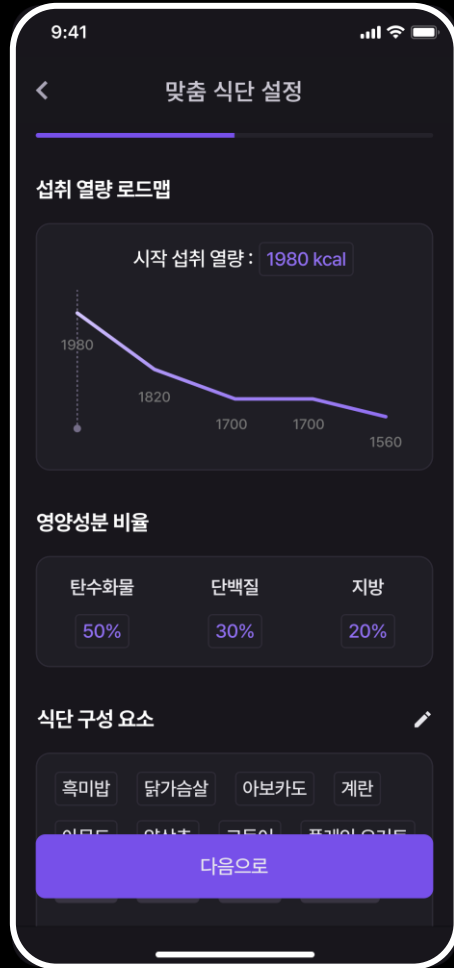 9:41
맞춤 식단 설정
섭취 열량 로드맵
시작 섭취 열량 : 1980 kcal
1980
1820
1700 1700
1560
영양성분 비율
탄수화물 단백질 지방
50% 30% 20%
식단 구성 요소
흑미밥 닭가슴살 아보카도 계란
다음으로